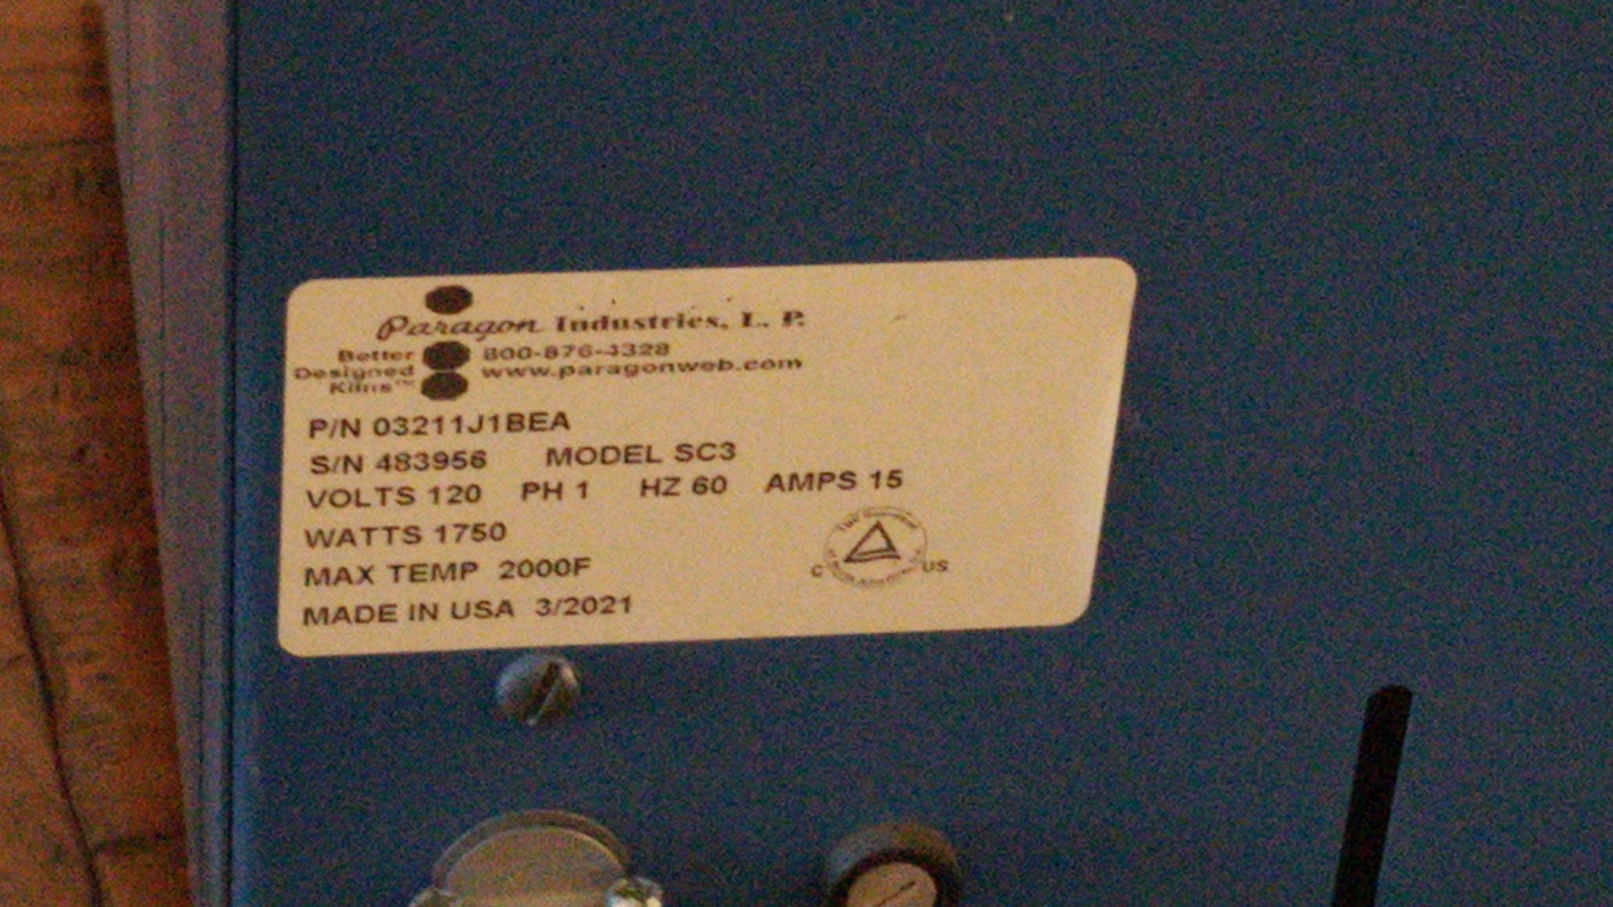 Paragon Industries, L. P.
Better 800-876-4328
Designed www.paragonweb.com
Kilns™
P/N 03211J1BEA
S/N 483956 MODEL SC3
VOLTS 120 PH 1 HZ 60 AMPS 15
WATTS 1750
MAX TEMP 2000F
C US
MADE IN USA 3/2021